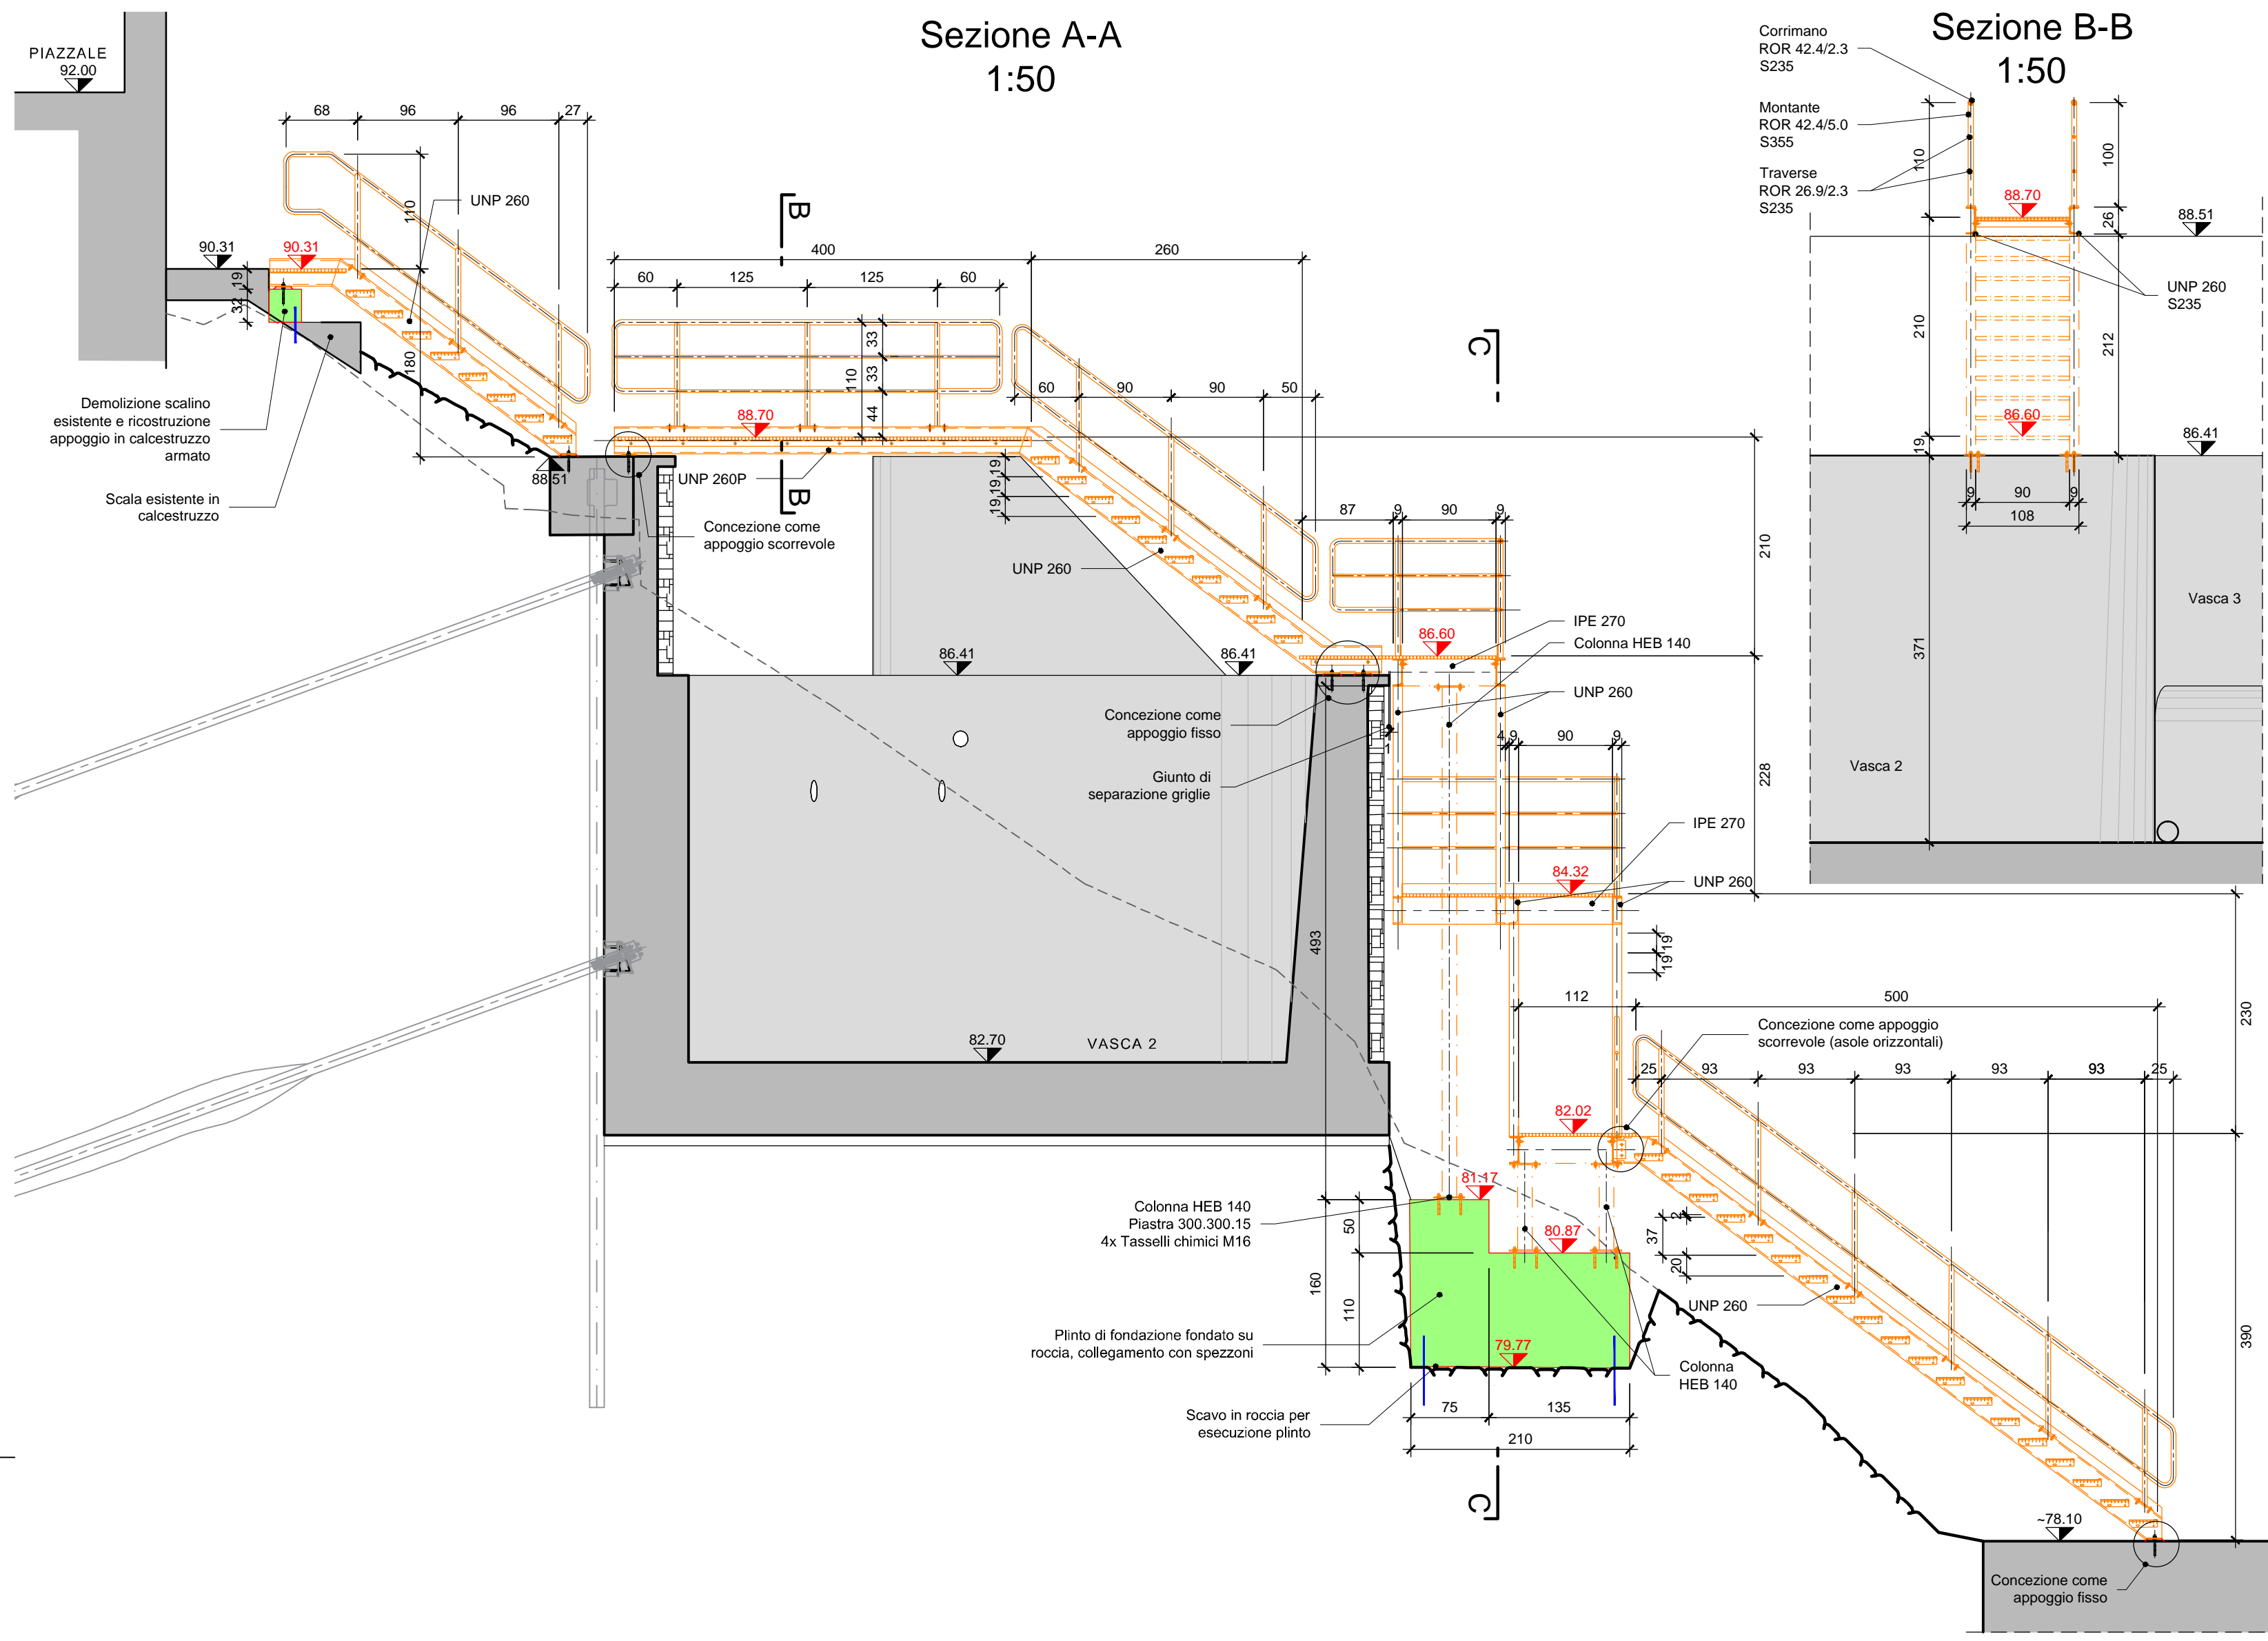 Sezione A-A
1:50
Sezione B-B
1:50
PIAZZALE
92.00
68
96
96
27
110
UNP 260
90.31
90.31
19
32
180
Demolizione scalino
esistente e ricostruzione
appoggio in calcestruzzo
armato
Scala esistente in
calcestruzzo
88.51
B
400
260
60
125
125
60
33
33
110
44
88.70
UNP 260P
B
Concezione come
appoggio scorrevole
19
19
19
60
90
90
50
C
87
9
90
9
UNP 260
210
IPE 270
Colonna HEB 140
86.60
86.41
86.41
UNP 260
Concezione come
appoggio fisso
1
4
9
90
9
Giunto di
separazione griglie
228
IPE 270
84.32
UNP 260
493
19
19
112
500
230
Concezione come appoggio
scorrevole (asole orizzontali)
82.70
VASCA 2
25
93
93
93
93
93
25
82.02
81.17
Colonna HEB 140
Piastra 300.300.15
4x Tasselli chimici M16
50
80.87
2
37
20
160
110
UNP 260
390
Plinto di fondazione fondato su
roccia, collegamento con spezzoni
79.77
Colonna
HEB 140
Scavo in roccia per
esecuzione plinto
75
135
210
C
~78.10
Concezione come
appoggio fisso
Corrimano
ROR 42.4/2.3
S235
Montante
ROR 42.4/5.0
S355
Traverse
ROR 26.9/2.3
S235
110
100
88.70
88.51
26
UNP 260
S235
210
212
86.60
19
86.41
9
90
9
108
Vasca 3
371
Vasca 2